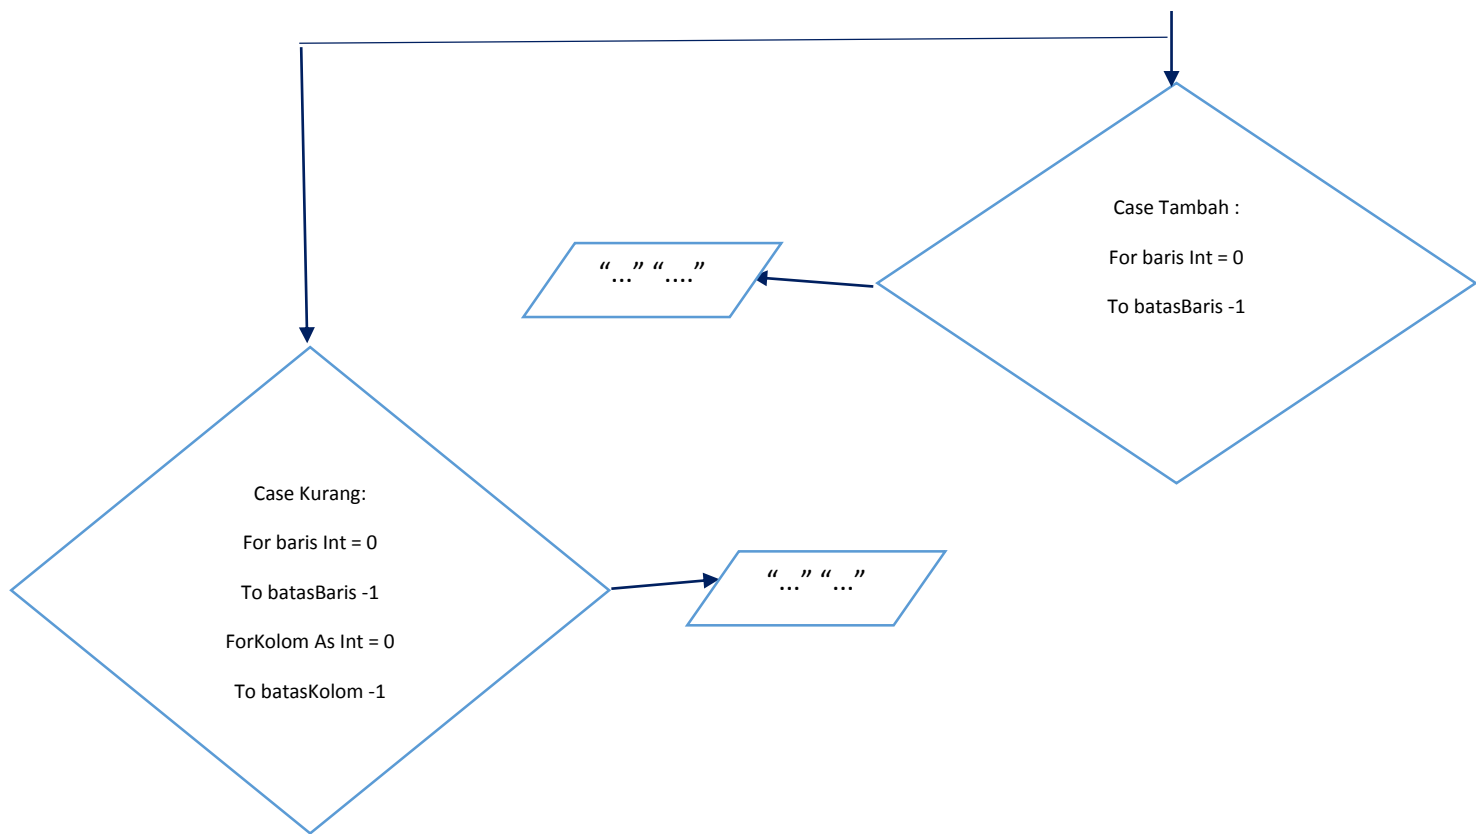 Case Tambah :
For baris Int = 0
To batasBaris -1
“...” “....”
Case Kurang:
For baris Int = 0
To batasBaris -1
ForKolom As Int = 0
To batasKolom -1
“...” “...”